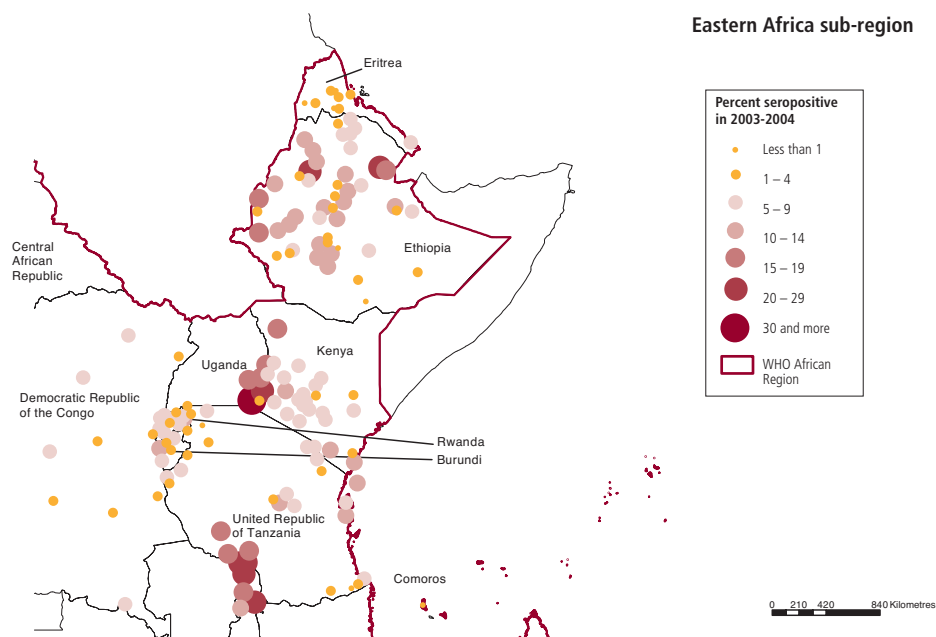 Eastern Africa sub-region
Eritrea
Percent seropositive
in 2003-2004
Less than 1
1 – 4
5 – 9
10 – 14
15 – 19
20 – 29
30 and more
WHO African
Region
Central
African
Republic
Ethiopia
Uganda
Kenya
Democratic Republic
of the Congo
Rwanda
Burundi
United Republic
of Tanzania
Comoros
0 210 420 840 Kilometres